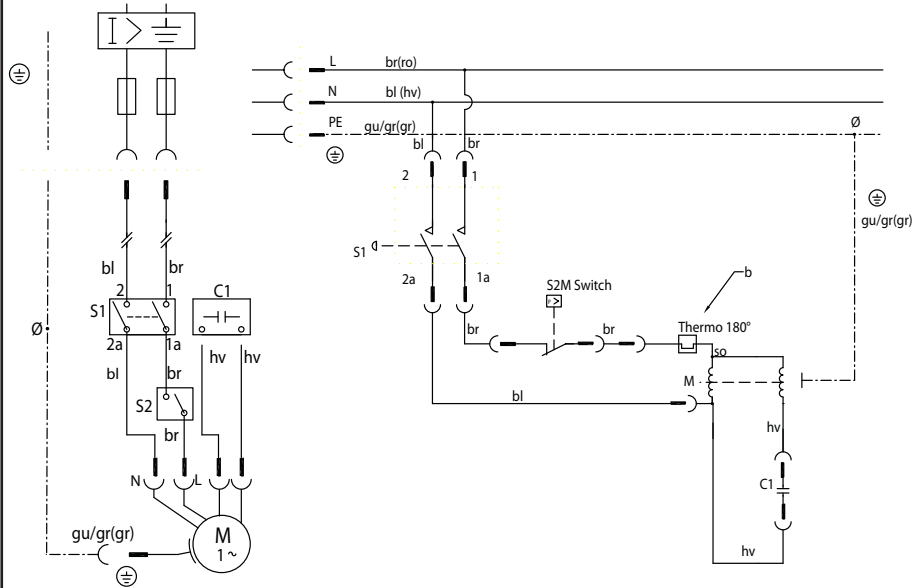 L
br(ro)
N
bl (hv)
PE
gu/gr(gr)
Ø
bl
br
2
1
gu/gr(gr)
S1
2a
1a
S2M Switch
P >
b
br
br
Thermo 180°
so
M
bl
hv
C1
hv
bl
br
2
1
C1
S1
Ø
2a
1a
hv
hv
bl
br
S2
br
N
L
gu/gr(gr)
M
1 ~